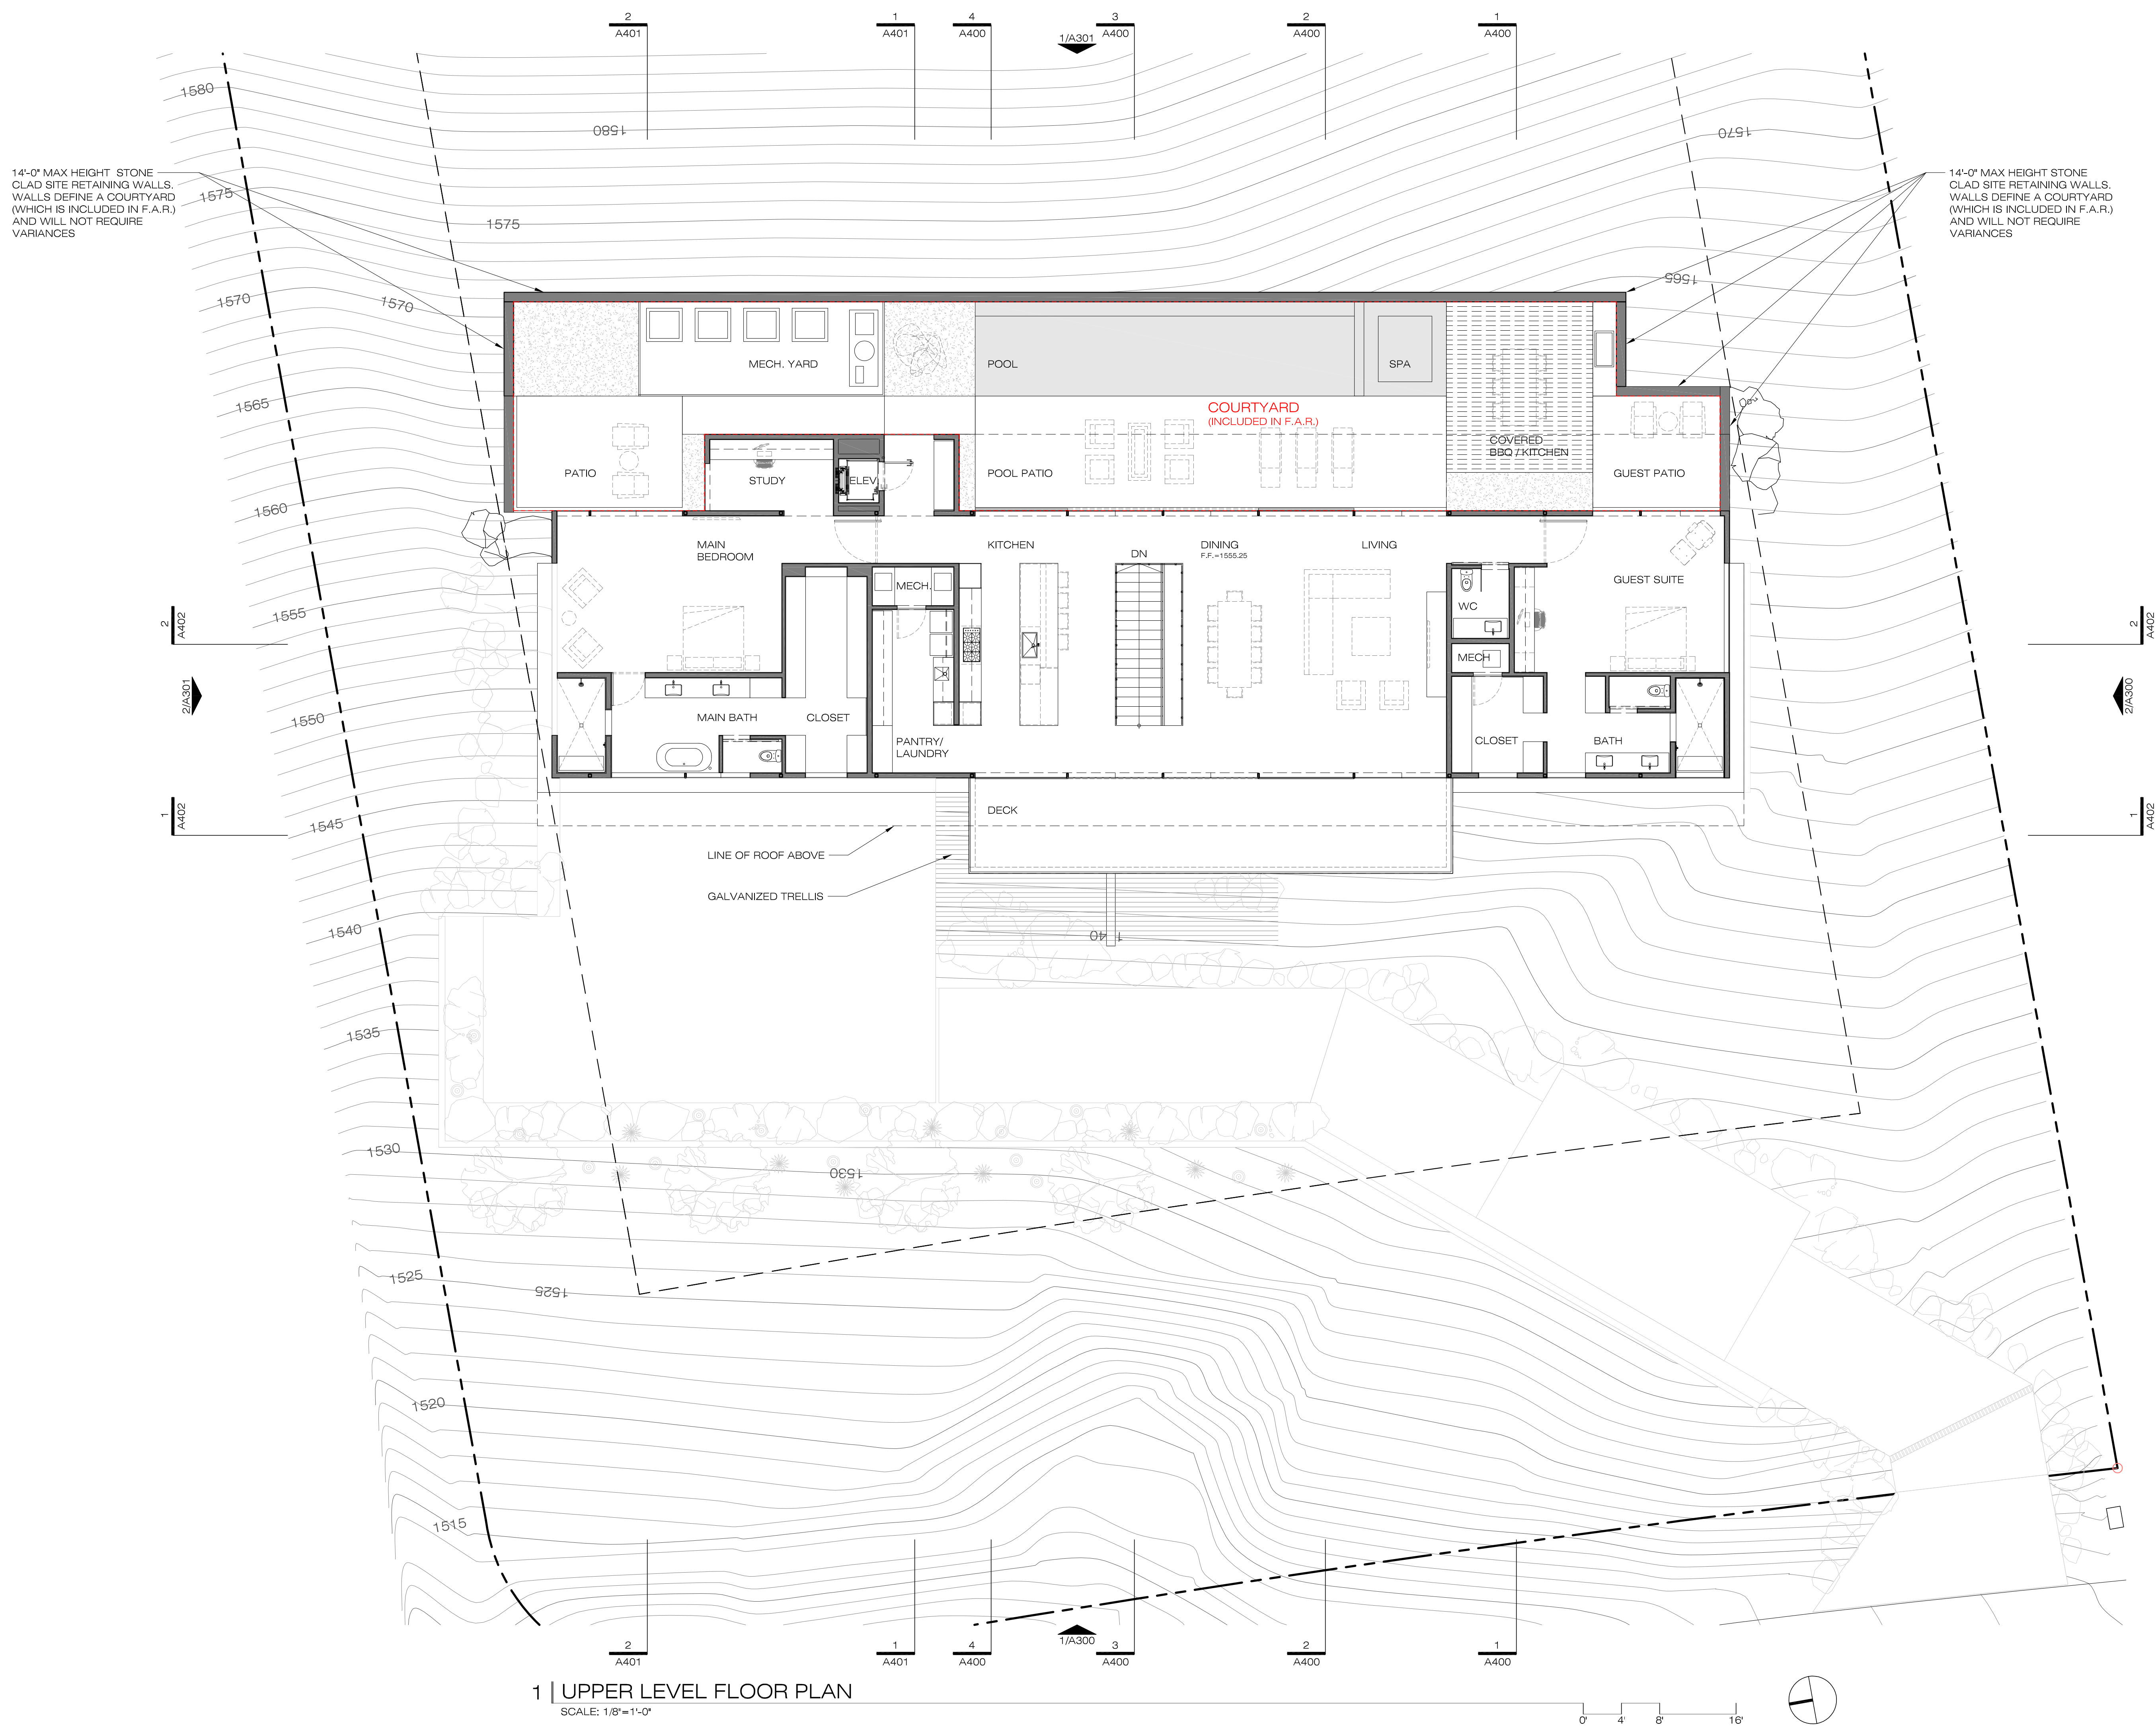 2
A401
1
A401
4
A400
3
A400
1/A301
2
A400
1
A400
1580
1580
1570
14'-0" MAX HEIGHT STONE
CLAD SITE RETAINING WALLS.
WALLS DEFINE A COURTYARD
(WHICH IS INCLUDED IN F.A.R.)
AND WILL NOT REQUIRE
VARIANCES
14'-0" MAX HEIGHT STONE
CLAD SITE RETAINING WALLS.
WALLS DEFINE A COURTYARD
(WHICH IS INCLUDED IN F.A.R.)
AND WILL NOT REQUIRE
VARIANCES
1575
1575
1570
1570
1565
MECH. YARD
POOL
SPA
1565
COURTYARD
(INCLUDED IN F.A.R.)
COVERED
BBQ / KITCHEN
PATIO
STUDY
ELEV.
POOL PATIO
GUEST PATIO
1560
MAIN
BEDROOM
KITCHEN
DN
DINING
F.F.=1555.25
LIVING
GUEST SUITE
MECH.
WC
1555
2
A402
2
A402
MECH
2/A301
2/A300
1550
MAIN BATH
CLOSET
PANTRY/
LAUNDRY
CLOSET
BATH
1
A402
1
A402
DECK
1545
LINE OF ROOF ABOVE
GALVANIZED TRELLIS
1540
1540
1535
1530
1530
1525
1525
1520
1515
2
A401
1
A401
4
A400
1/A300
3
A400
2
A400
1
A400
1 UPPER LEVEL FLOOR PLAN
SCALE: 1/8"=1'-0"
0' 4' 8' 16'